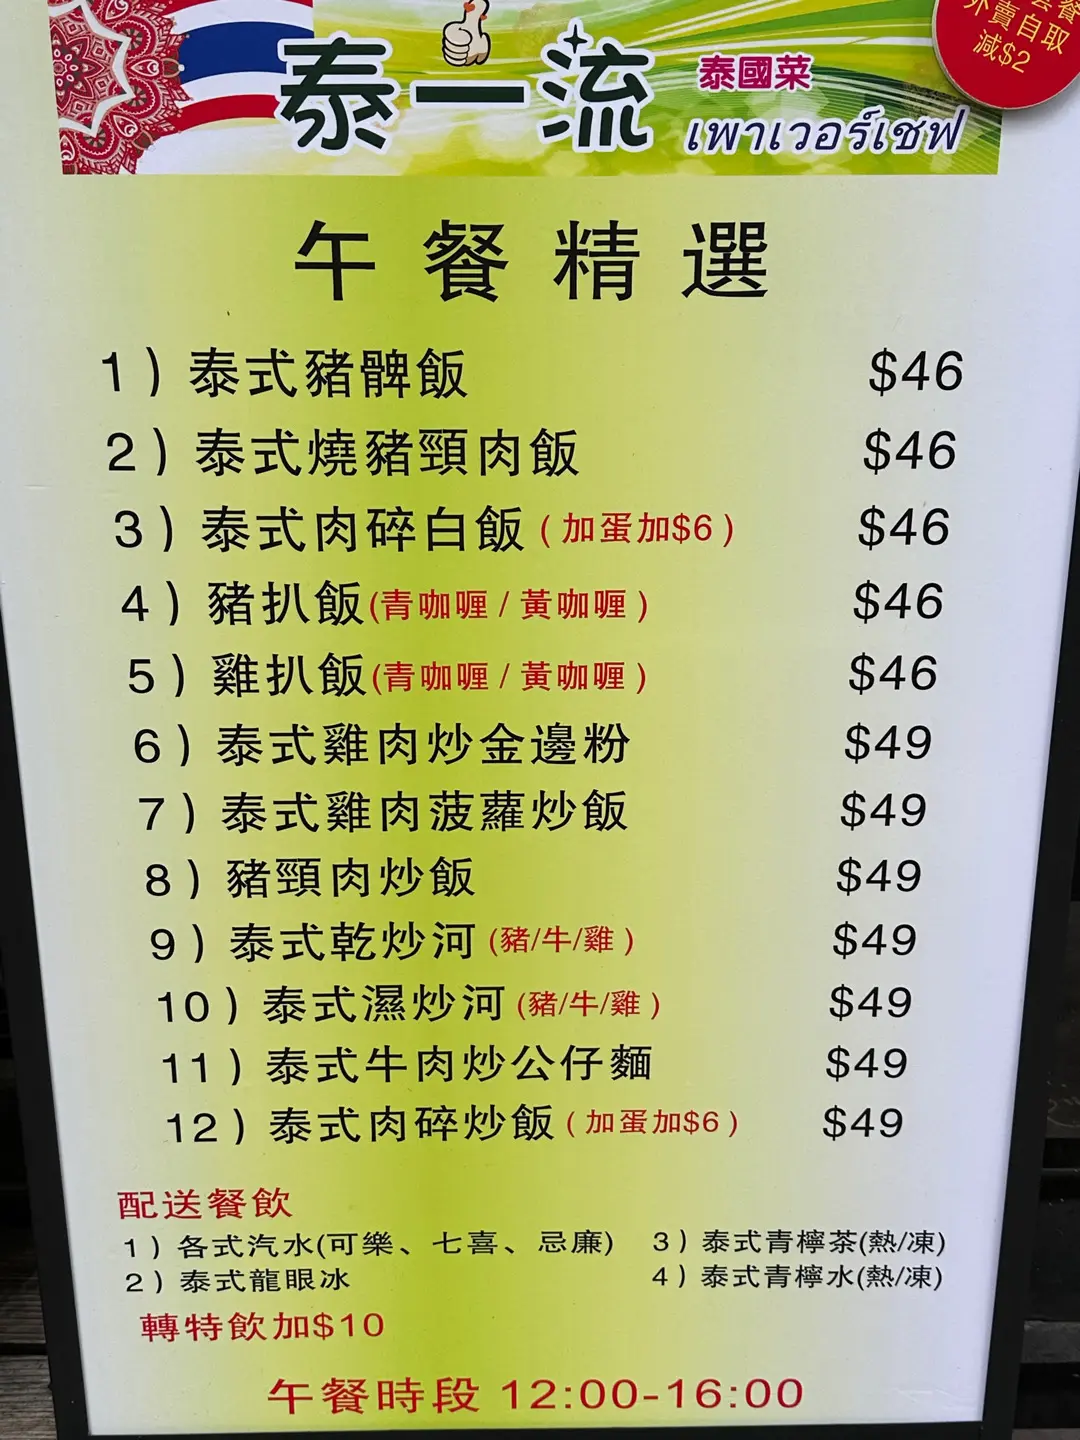 泰一流
泰國菜
เพาเวอร์เชฟ
外賣自取
減$2
午餐精選
1）泰式豬髀飯 $46
2）泰式燒豬頸肉飯 $46
3）泰式肉碎白飯（加蛋加$6） $46
4）豬扒飯(青咖喱/黃咖喱) $46
5）雞扒飯(青咖喱/黃咖喱) $46
6）泰式雞肉炒金邊粉 $49
7）泰式雞肉菠蘿炒飯 $49
8）豬頸肉炒飯 $49
9）泰式乾炒河(豬/牛/雞) $49
10）泰式濕炒河(豬/牛/雞) $49
11）泰式牛肉炒公仔麵 $49
12）泰式肉碎炒飯（加蛋加$6） $49
配送餐飲
1）各式汽水(可樂、七喜、忌廉) 3）泰式青檸茶(熱/凍)
2）泰式龍眼冰 4）泰式青檸水(熱/凍)
轉特飲加$10
午餐時段 12:00-16:00